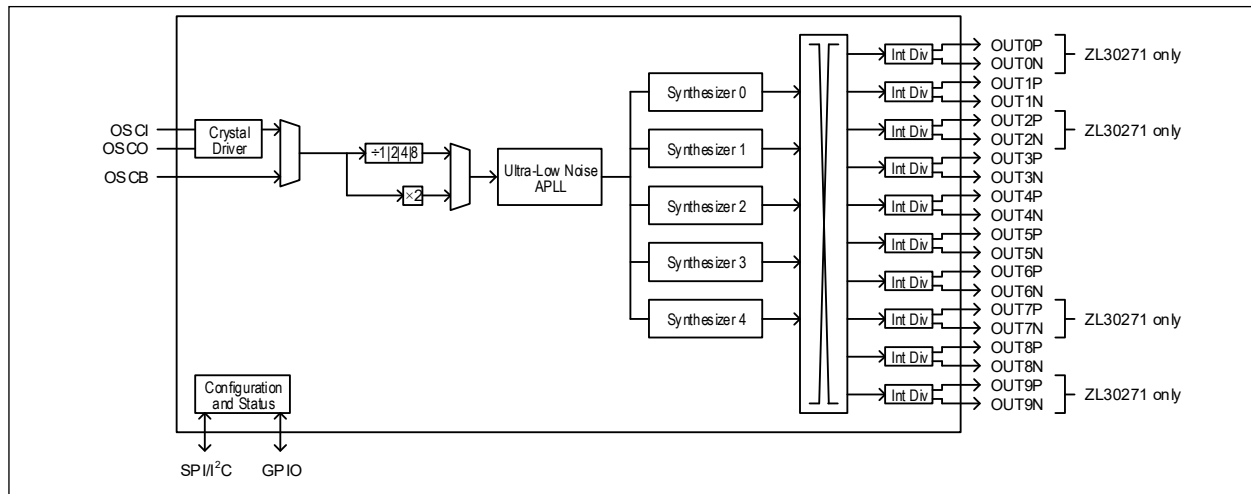 OSCI
OSCO
OSCB
Crystal
Driver
÷1|2|4|8
×2
Ultra-Low Noise
APLL
Synthesizer 0
Synthesizer 1
Synthesizer 2
Synthesizer 3
Synthesizer 4
Int Div
Int Div
Int Div
Int Div
Int Div
Int Div
Int Div
Int Div
Int Div
Int Div
OUT0P
OUT0N
ZL30271 only
OUT1P
OUT1N
OUT2P
OUT2N
ZL30271 only
OUT3P
OUT3N
OUT4P
OUT4N
OUT5P
OUT5N
OUT6P
OUT6N
OUT7P
OUT7N
ZL30271 only
OUT8P
OUT8N
OUT9P
OUT9N
ZL30271 only
Configuration
and Status
SPI/I²C
GPIO